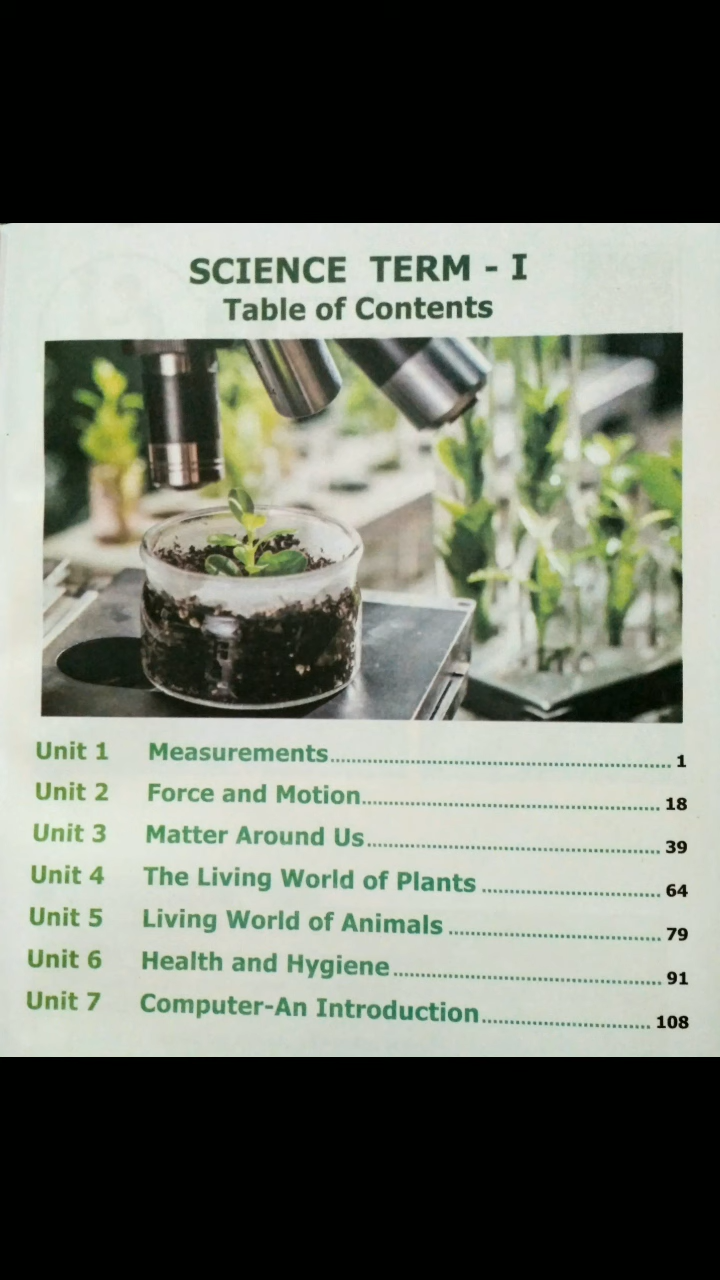 SCIENCE TERM - I
Table of Contents
Unit 1 Measurements 1
Unit 2 Force and Motion 18
Unit 3 Matter Around Us 39
Unit 4 The Living World of Plants 64
Unit 5 Living World of Animals 79
Unit 6 Health and Hygiene 91
Unit 7 Computer-An Introduction 108